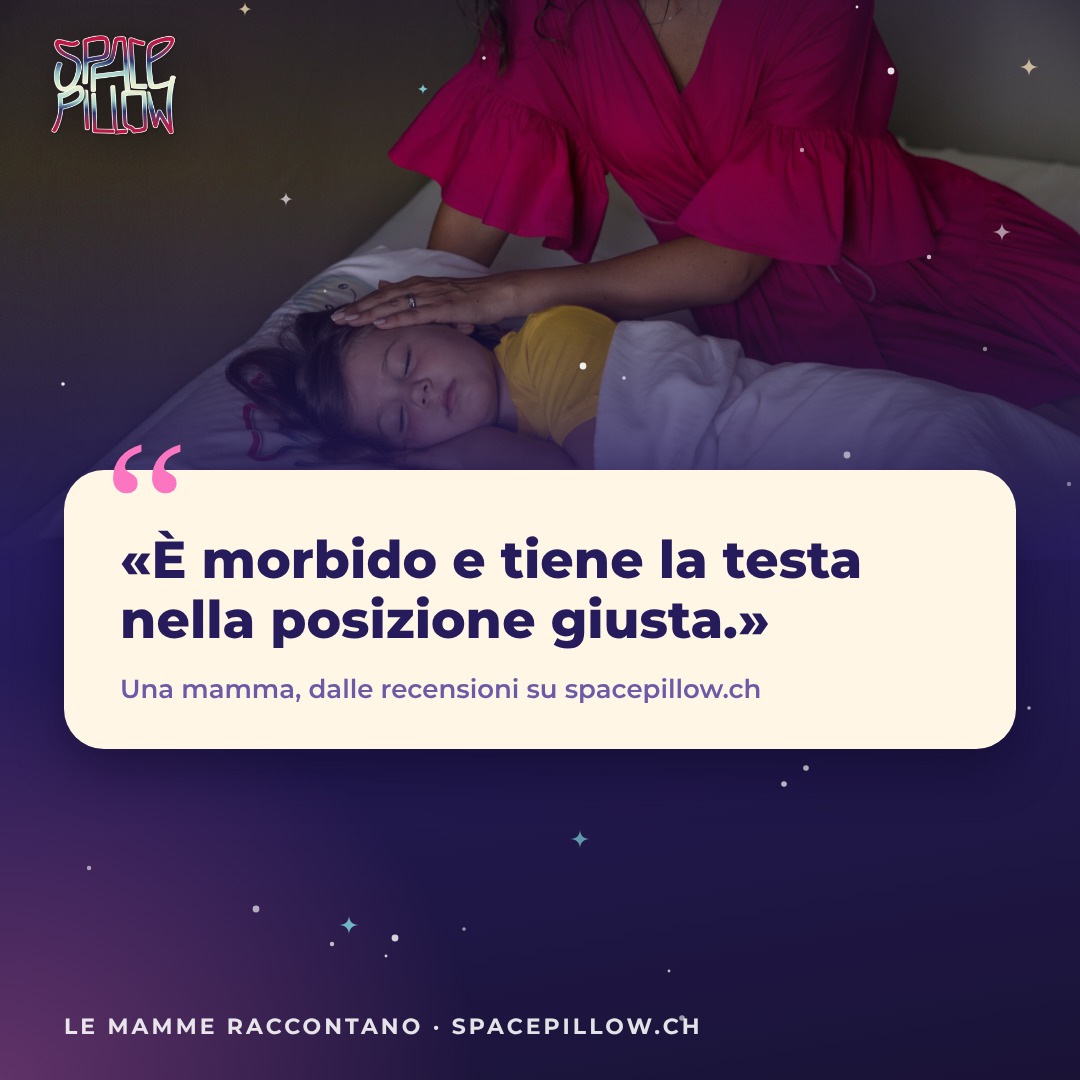 SPACE
PILLOW
“
«È morbido e tiene la testa
nella posizione giusta.»
Una mamma, dalle recensioni su spacepillow.ch
LE MAMME RACCONTANO · SPACEPILLOW.CH